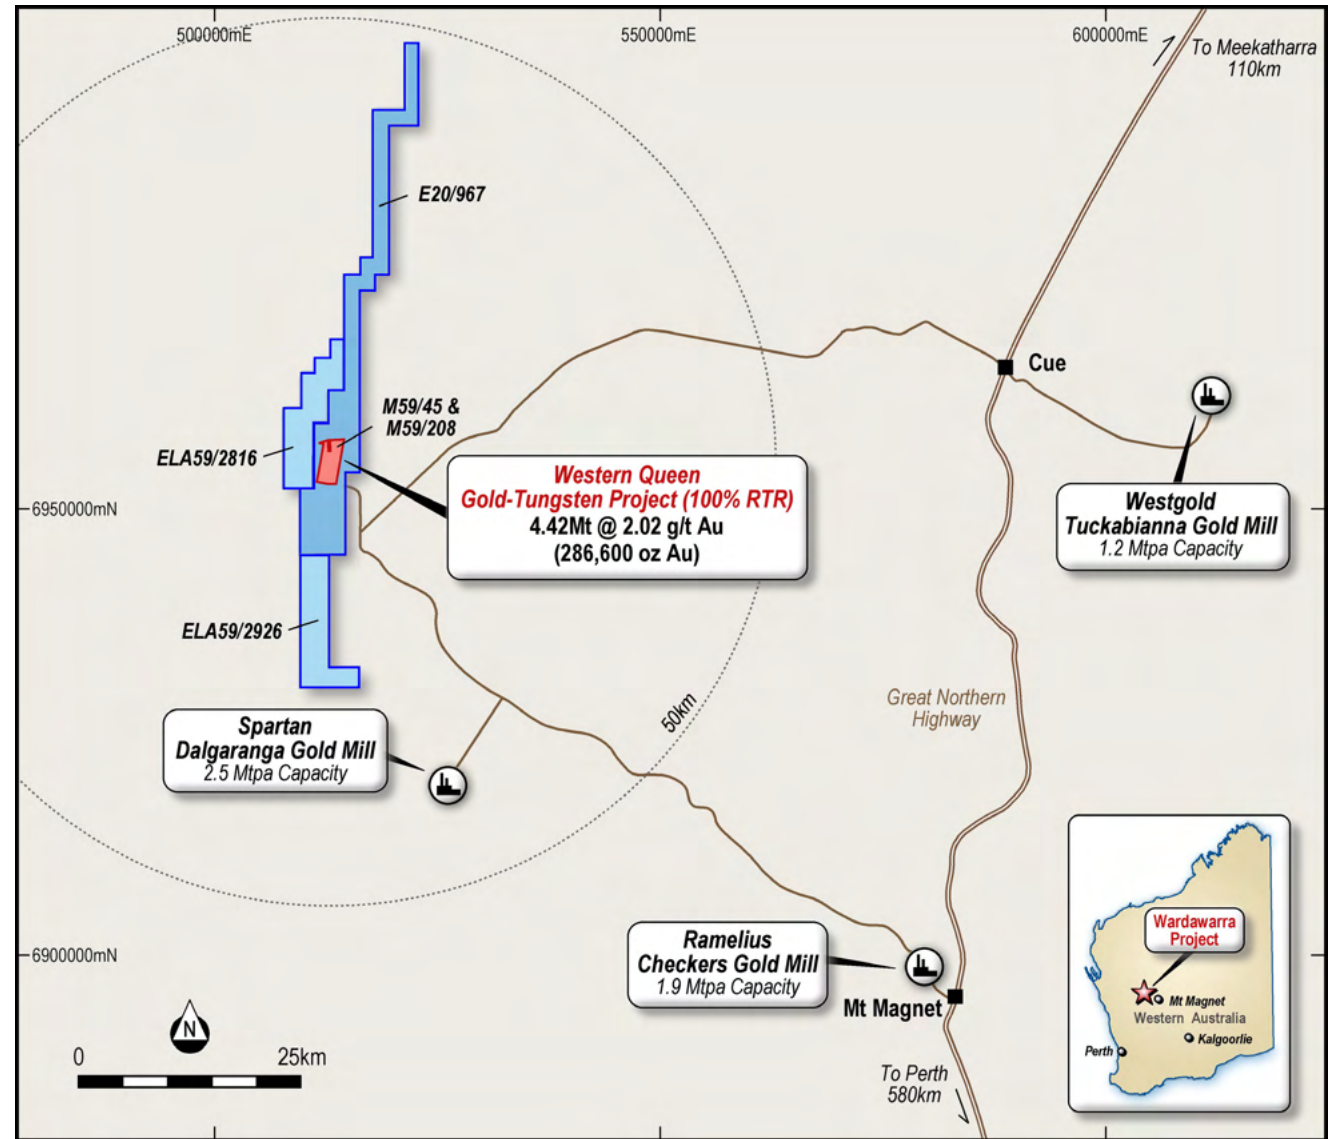 500000mE
550000mE
600000mE
To Meekatharra
110km
E20/967
Cue
M59/45 &
M59/208
ELA59/2816
Western Queen
Gold-Tungsten Project (100% RTR)
4.42Mt @ 2.02 g/t Au
(286,600 oz Au)
Westgold
Tuckabianna Gold Mill
1.2 Mtpa Capacity
6950000mN
ELA59/2926
50km
Great Northern
Highway
Spartan
Dalgaranga Gold Mill
2.5 Mtpa Capacity
Ramelius
Checkers Gold Mill
1.9 Mtpa Capacity
6900000mN
Mt Magnet
To Perth
580km
N
0
25km
Wardawarra
Project
Mt Magnet
Western Australia
Kalgoorlie
Perth